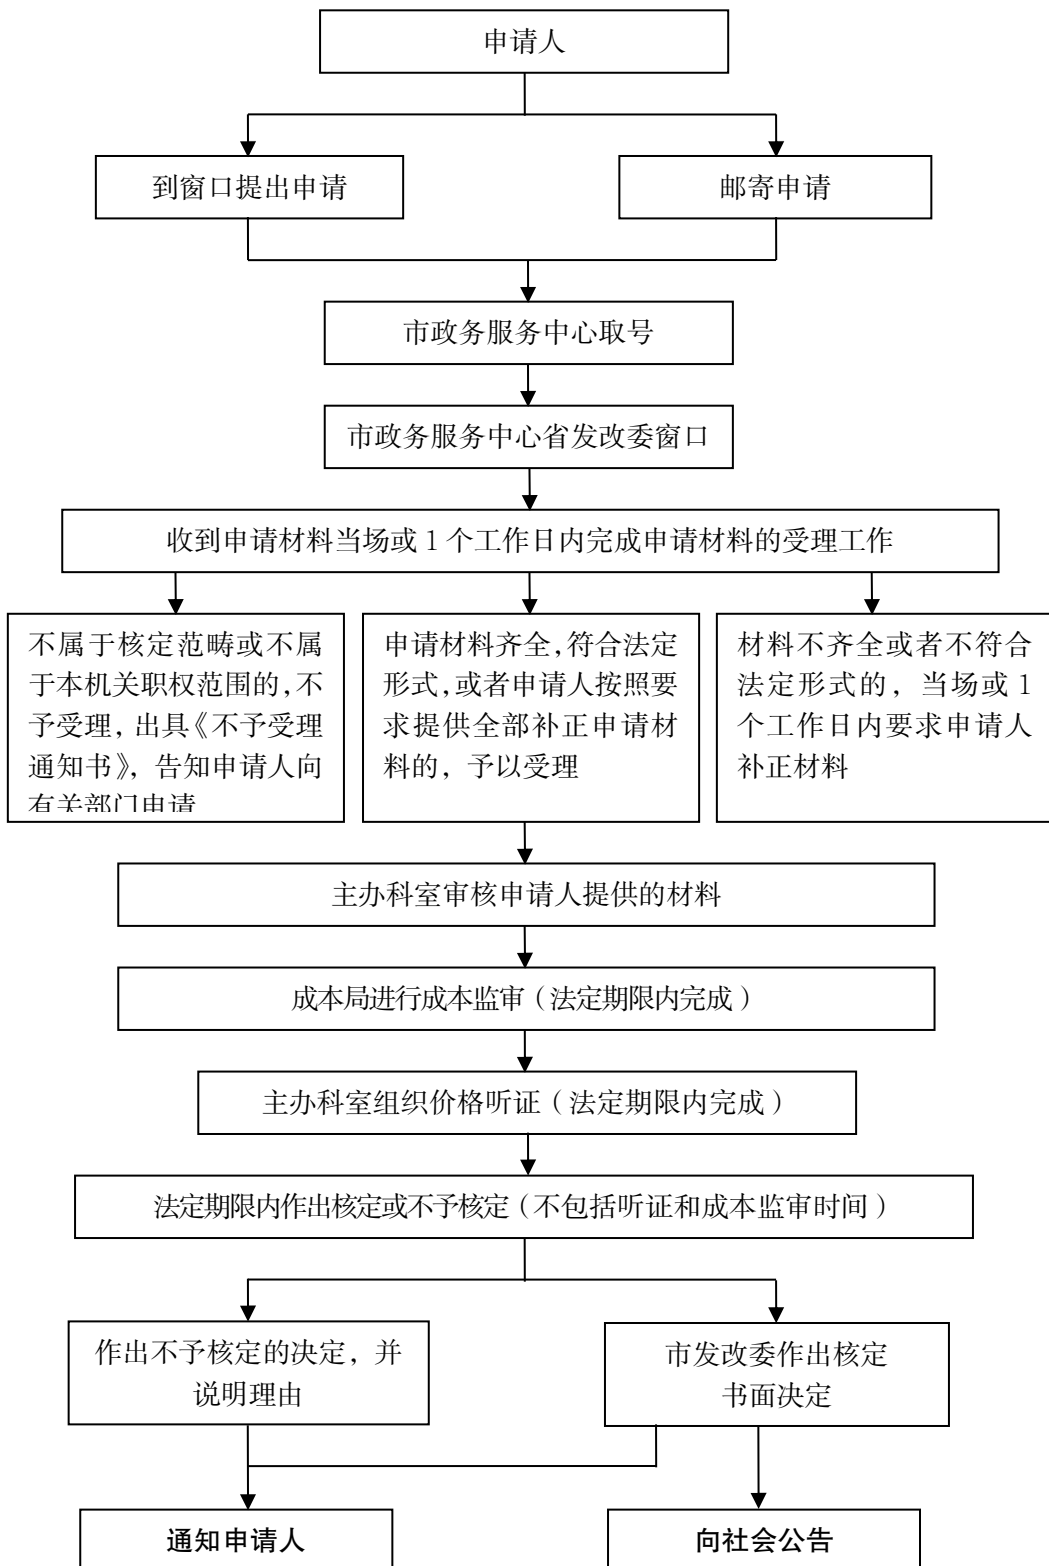 申请人
到窗口提出申请
邮寄申请
市政务服务中心取号
市政务服务中心省发改委窗口
收到申请材料当场或 1 个工作日内完成申请材料的受理工作
不属于核定范畴或不属
于本机关职权范围的,不
予受理，出具《不予受理
通知书》，告知申请人向
有关部门申请
申请材料齐全,符合法定
形式,或者申请人按照要
求提供全部补正申请材
料的，予以受理
材料不齐全或者不符合
法定形式的，当场或 1
个工作日内要求申请人
补正材料
主办科室审核申请人提供的材料
成本局进行成本监审（法定期限内完成）
主办科室组织价格听证（法定期限内完成）
法定期限内作出核定或不予核定（不包括听证和成本监审时间）
作出不予核定的决定，并
说明理由
市发改委作出核定
书面决定
通知申请人
向社会公告